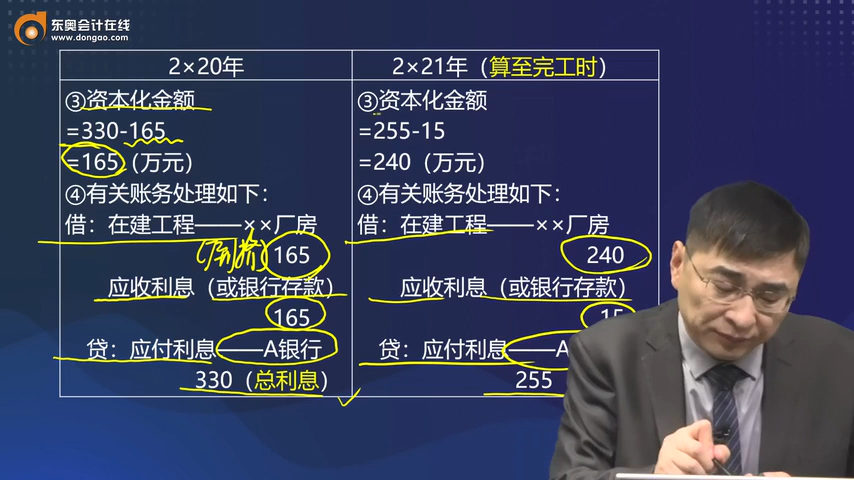 东奥会计在线
www.dongao.com
2×20年
2×21年（算至完工时）
③资本化金额
=330-165
=165（万元）
④有关账务处理如下：
借：在建工程——××厂房
165
应收利息（或银行存款）
165
贷：应付利息——A银行
330（总利息）
③资本化金额
=255-15
=240（万元）
④有关账务处理如下：
借：在建工程——××厂房
240
应收利息（或银行存款）
15
贷：应付利息——A
255